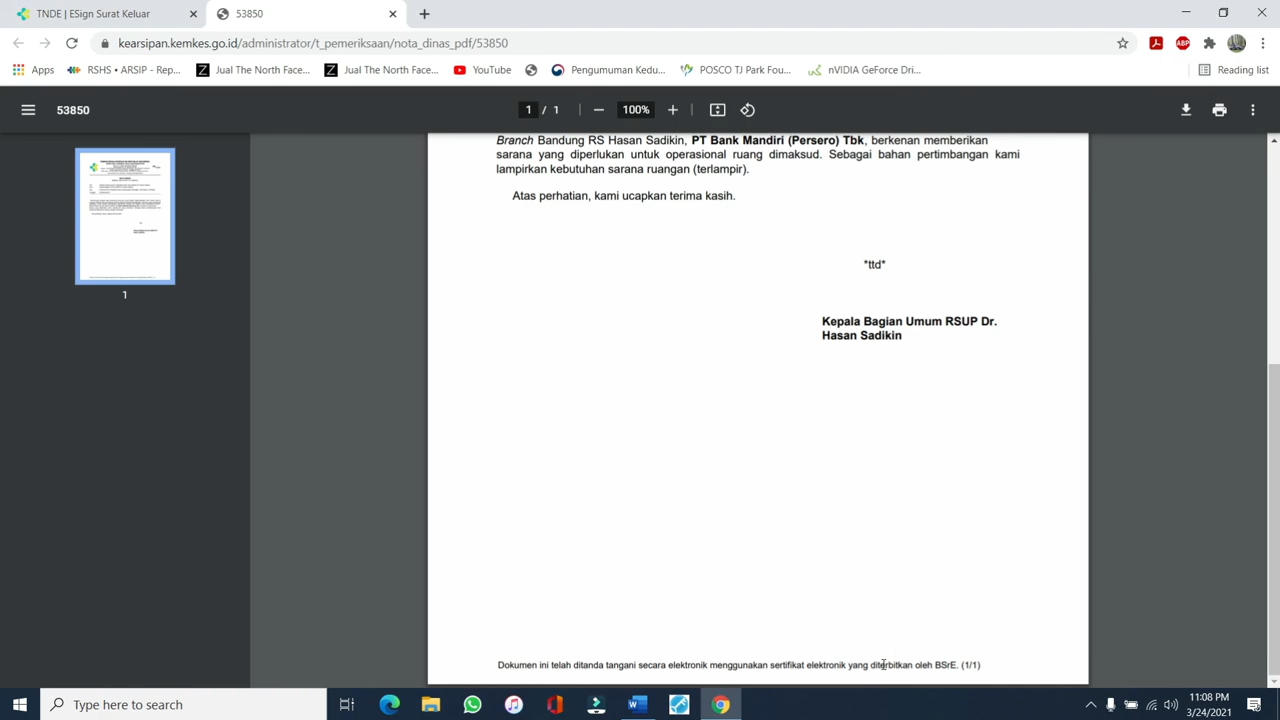 TNDE | ESign Surat Keluar
53850
kearsipan.kemkes.go.id/administrator/t_pemeriksaan/nota_dinas_pdf/53850
ABP
Apps
RSHS ▸ ARSIP - Rep...
Jual The North Face...
Jual The North Face...
YouTube
Pengumuman Kedu...
POSCO TJ Park Fou...
nVIDIA GeForce Dri...
Reading list
53850
1 / 1
100%
1
Branch Bandung RS Hasan Sadikin, PT Bank Mandiri (Persero) Tbk, berkenan memberikan
sarana yang diperlukan untuk operasional ruang dimaksud. Sebagai bahan pertimbangan kami
lampirkan kebutuhan sarana ruangan (terlampir).
Atas perhatian, kami ucapkan terima kasih.
*ttd*
Kepala Bagian Umum RSUP Dr.
Hasan Sadikin
Dokumen ini telah ditanda tangani secara elektronik menggunakan sertifikat elektronik yang diterbitkan oleh BSrE. (1/1)
Type here to search
11:08 PM
3/24/2021